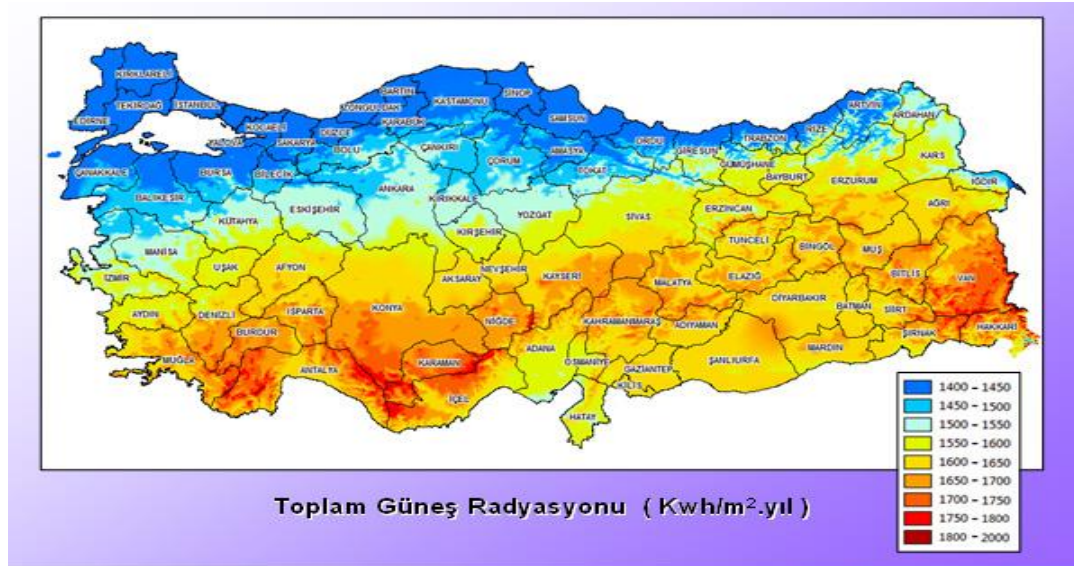 KIRKLARELİ
TEKİRDAĞ
İSTANBUL
EDİRNE
KOCAELİ
YALOVA
SAKARYA
DÜZCE
ZONGULDAK
BARTIN
KARABÜK
KASTAMONU
SİNOP
SAMSUN
BOLU
ÇANKIRI
ÇORUM
AMASYA
TOKAT
ORDU
GİRESUN
TRABZON
RİZE
ARTVİN
ARDAHAN
KARS
IĞDIR
GÜMÜŞHANE
BAYBURT
ERZURUM
ÇANAKKALE
BURSA
BİLECİK
BALIKESİR
KÜTAHYA
ESKİŞEHİR
ANKARA
KIRIKKALE
KIRŞEHİR
YOZGAT
SİVAS
ERZİNCAN
AĞRI
MANİSA
İZMİR
UŞAK
AFYON
AKSARAY
NEVŞEHİR
KAYSERİ
MALATYA
TUNCELİ
ELAZIĞ
BİNGÖL
MUŞ
BİTLİS
VAN
AYDIN
DENİZLİ
ISPARTA
BURDUR
KONYA
NİĞDE
KAHRAMANMARAŞ
ADIYAMAN
DİYARBAKIR
BATMAN
SİİRT
ŞIRNAK
HAKKARİ
MUĞLA
ANTALYA
KARAMAN
İÇEL
ADANA
OSMANİYE
GAZİANTEP
KİLİS
HATAY
ŞANLIURFA
MARDİN
1400 - 1450
1450 - 1500
1500 - 1550
1550 - 1600
1600 - 1650
1650 - 1700
1700 - 1750
1750 - 1800
1800 - 2000
Toplam Güneş Radyasyonu ( Kwh/m².yıl )